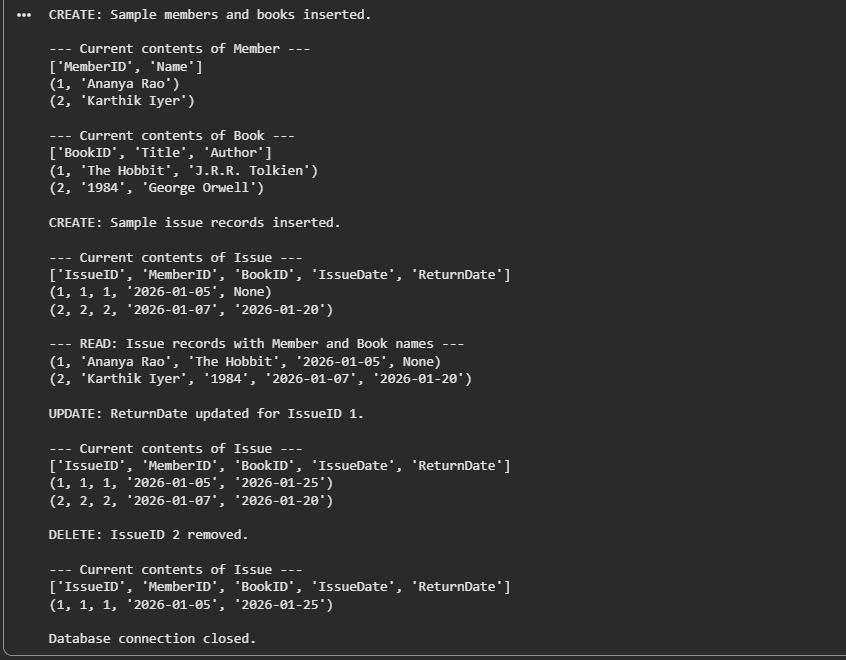 CREATE: Sample members and books inserted.
--- Current contents of Member ---
['MemberID', 'Name']
(1, 'Ananya Rao')
(2, 'Karthik Iyer')
--- Current contents of Book ---
['BookID', 'Title', 'Author']
(1, 'The Hobbit', 'J.R.R. Tolkien')
(2, '1984', 'George Orwell')
CREATE: Sample issue records inserted.
--- Current contents of Issue ---
['IssueID', 'MemberID', 'BookID', 'IssueDate', 'ReturnDate']
(1, 1, 1, '2026-01-05', None)
(2, 2, 2, '2026-01-07', '2026-01-20')
--- READ: Issue records with Member and Book names ---
(1, 'Ananya Rao', 'The Hobbit', '2026-01-05', None)
(2, 'Karthik Iyer', '1984', '2026-01-07', '2026-01-20')
UPDATE: ReturnDate updated for IssueID 1.
--- Current contents of Issue ---
['IssueID', 'MemberID', 'BookID', 'IssueDate', 'ReturnDate']
(1, 1, 1, '2026-01-05', '2026-01-25')
(2, 2, 2, '2026-01-07', '2026-01-20')
DELETE: IssueID 2 removed.
--- Current contents of Issue ---
['IssueID', 'MemberID', 'BookID', 'IssueDate', 'ReturnDate']
(1, 1, 1, '2026-01-05', '2026-01-25')
Database connection closed.